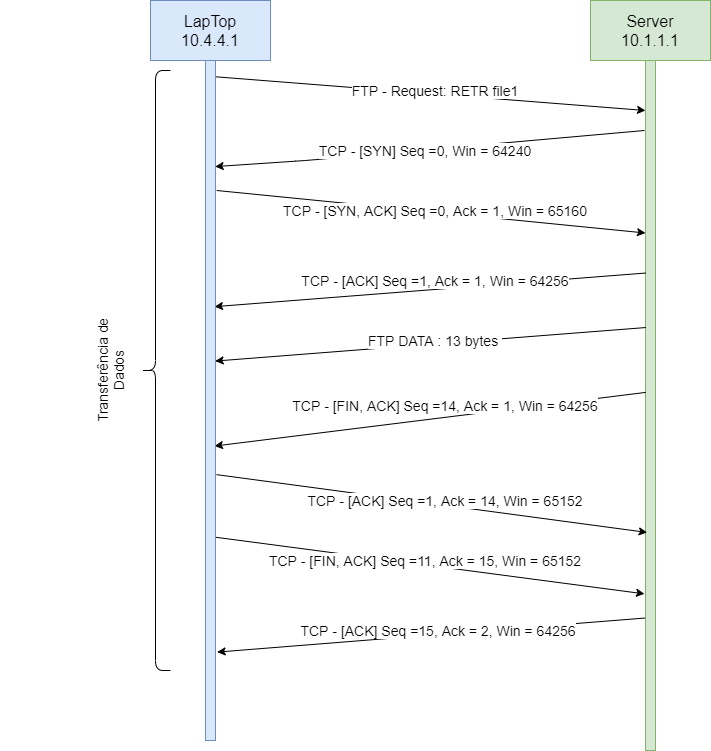 LapTop
10.4.4.1
Server
10.1.1.1
FTP - Request: RETR file1
TCP - [SYN] Seq =0, Win = 64240
TCP - [SYN, ACK] Seq =0, Ack = 1, Win = 65160
TCP - [ACK] Seq =1, Ack = 1, Win = 64256
FTP DATA : 13 bytes
Transferência de
Dados
TCP - [FIN, ACK] Seq =14, Ack = 1, Win = 64256
TCP - [ACK] Seq =1, Ack = 14, Win = 65152
TCP - [FIN, ACK] Seq =11, Ack = 15, Win = 65152
TCP - [ACK] Seq =15, Ack = 2, Win = 64256